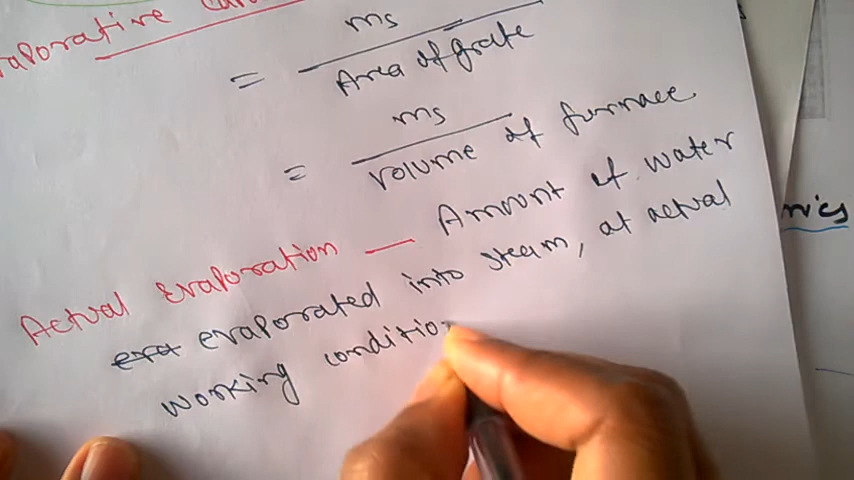 ms
= Area of grate
ms
= volume of furnace
Actual Evaporation — Amount of water
evaporated into steam, at actual
working condition